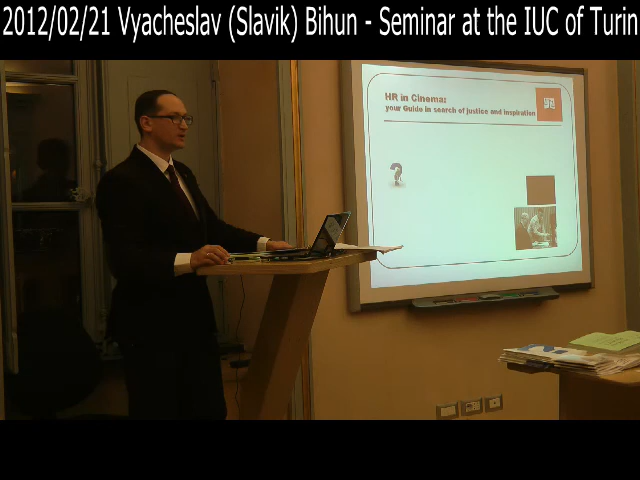 2012/02/21 Vyacheslav (Slavik) Bihun - Seminar at the IUC of Turin
HR in Cinema:
your Guide in search of justice and inspiration